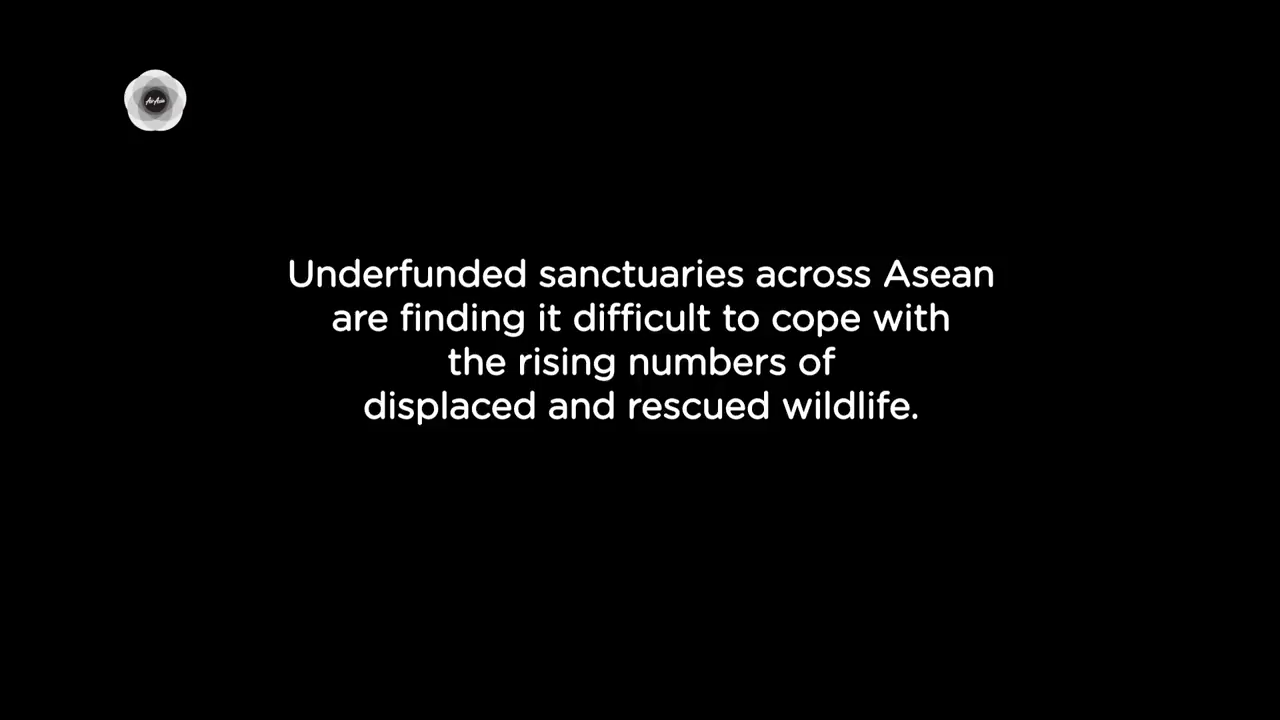 AirAsia
Underfunded sanctuaries across Asean
are finding it difficult to cope with
the rising numbers of
displaced and rescued wildlife.